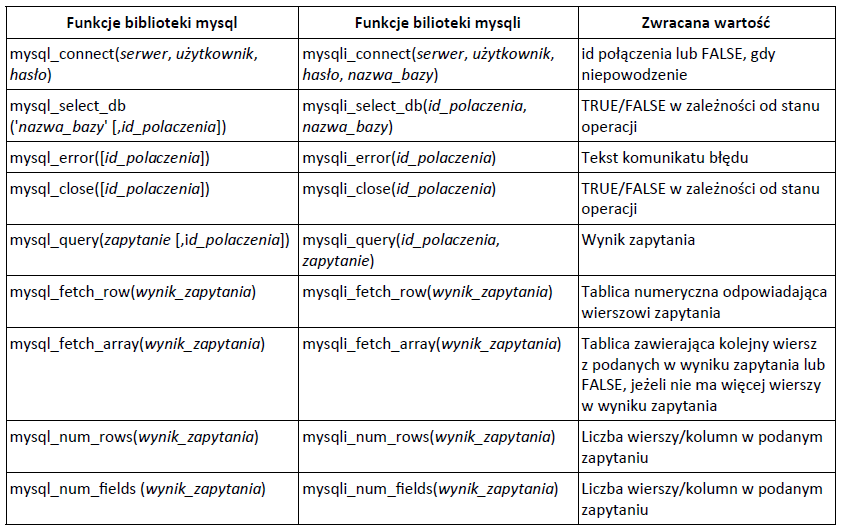 Funkcje biblioteki mysql
Funkcje bilioteki mysqli
Zwracana wartość
mysql_connect(serwer, użytkownik,
hasło)
mysqli_connect(serwer, użytkownik,
hasło, nazwa_bazy)
id połączenia lub FALSE, gdy
niepowodzenie
mysql_select_db
('nazwa_bazy' [,id_polaczenia])
mysqli_select_db(id_polaczenia,
nazwa_bazy)
TRUE/FALSE w zależności od stanu
operacji
mysql_error([id_polaczenia])
mysqli_error(id_polaczenia)
Tekst komunikatu błędu
mysql_close([id_polaczenia])
mysqli_close(id_polaczenia)
TRUE/FALSE w zależności od stanu
operacji
mysql_query(zapytanie [,id_polaczenia])
mysqli_query(id_polaczenia,
zapytanie)
Wynik zapytania
mysql_fetch_row(wynik_zapytania)
mysqli_fetch_row(wynik_zapytania)
Tablica numeryczna odpowiadająca
wierszowi zapytania
mysql_fetch_array(wynik_zapytania)
mysqli_fetch_array(wynik_zapytania)
Tablica zawierająca kolejny wiersz
z podanych w wyniku zapytania lub
FALSE, jeżeli nie ma więcej wierszy
w wyniku zapytania
mysql_num_rows(wynik_zapytania)
mysqli_num_rows(wynik_zapytania)
Liczba wierszy/kolumn w podanym
zapytaniu
mysql_num_fields (wynik_zapytania)
mysqli_num_fields(wynik_zapytania)
Liczba wierszy/kolumn w podanym
zapytaniu